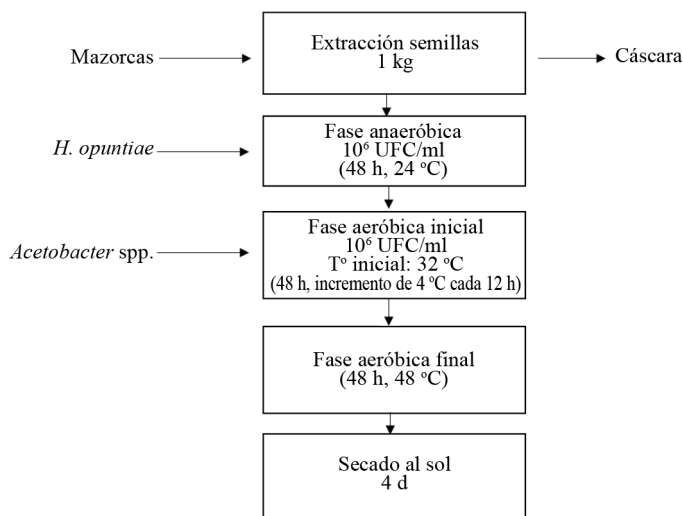 Mazorcas
Extracción semillas
1 kg
Cáscara
H. opuntiae
Fase anaeróbica
10⁶ UFC/ml
(48 h, 24 ºC)
Acetobacter spp.
Fase aeróbica inicial
10⁶ UFC/ml
Tº inicial: 32 ºC
(48 h, incremento de 4 ºC cada 12 h)
Fase aeróbica final
(48 h, 48 ºC)
Secado al sol
4 d